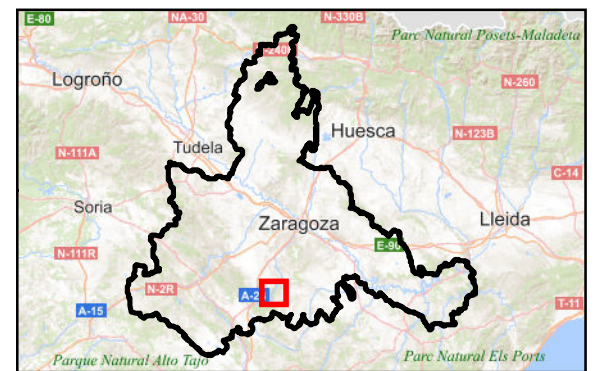 E-80
NA-30
N-330B
Parc Natural Posets-Maladeta
-240
Logroño
N-260
Huesca
N-123B
Tudela
N-111A
C-14
Soria
Zaragoza
Lleida
E-90
N-111R
N-2R
A-2
A-15
T-11
Parque Natural Alto Tajo
Parc Natural Els Ports